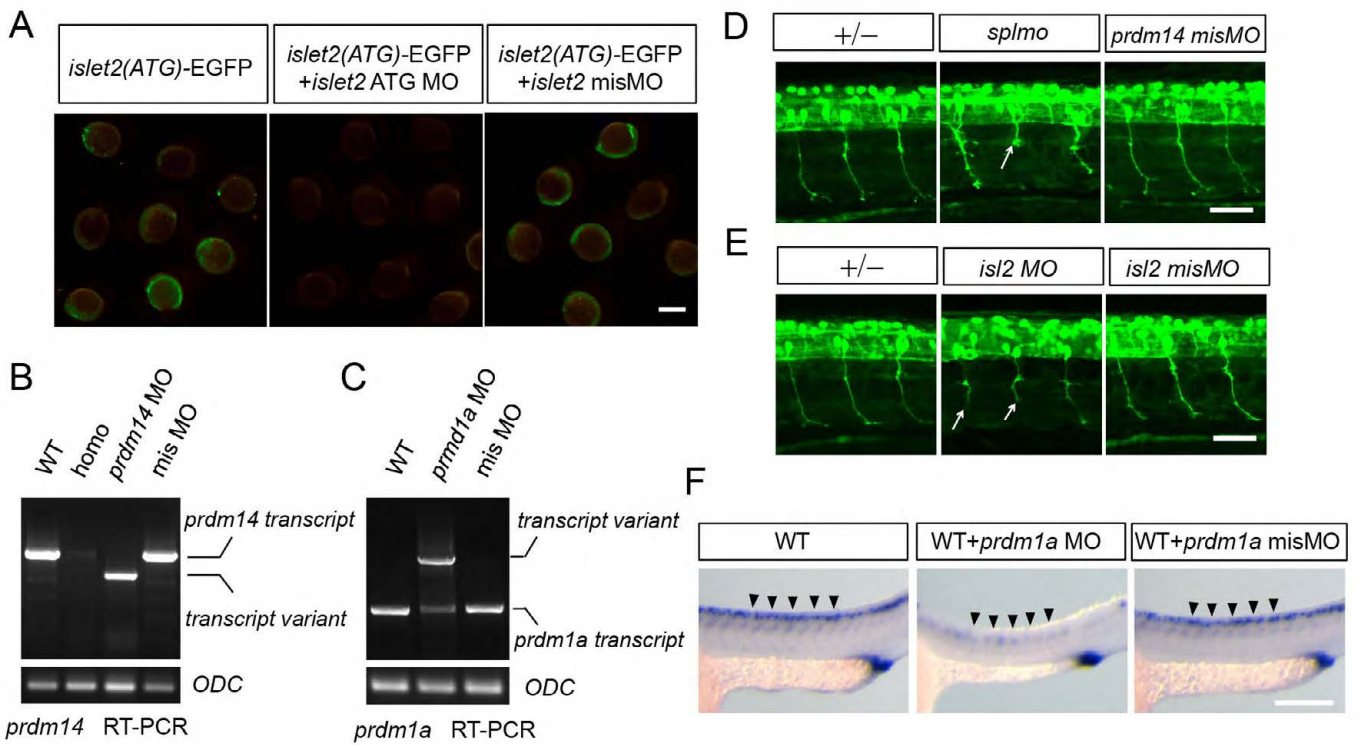 A
islet2(ATG)-EGFP
islet2(ATG)-EGFP
+islet2 ATG MO
islet2(ATG)-EGFP
+islet2 misMO
B
WT
homo
prdm14 MO
mis MO
prdm14 transcript
transcript variant
ODC
prdm14 RT-PCR
C
WT
prmd1a MO
mis MO
transcript variant
prdm1a transcript
ODC
prdm1a RT-PCR
D
+/−
splmo
prdm14 misMO
E
+/−
isl2 MO
isl2 misMO
F
WT
WT+prdm1a MO
WT+prdm1a misMO